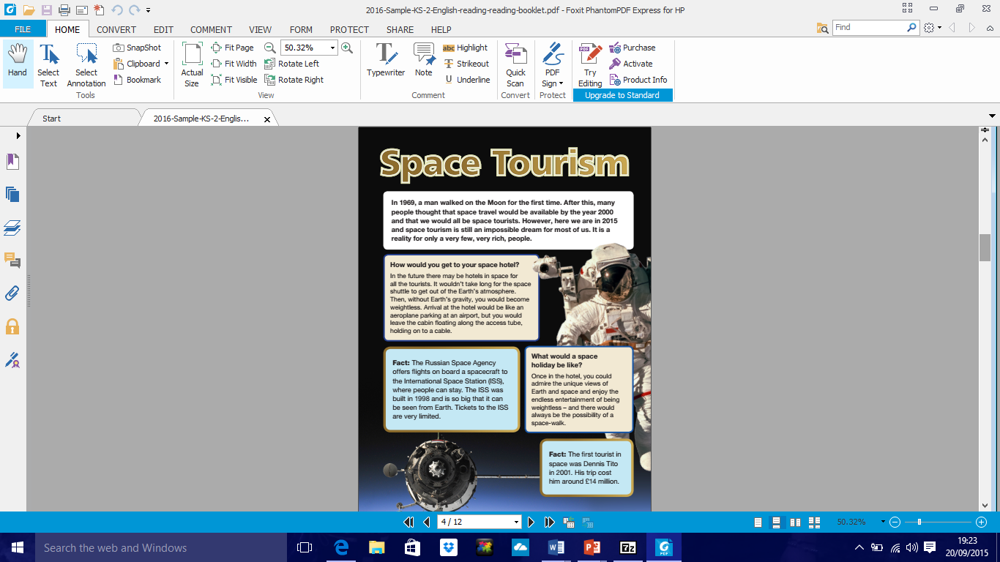 2016-Sample-KS-2-English-reading-reading-booklet.pdf - Foxit PhantomPDF Express for HP
FILE HOME CONVERT EDIT COMMENT VIEW FORM PROTECT SHARE HELP
Find
Hand
Select Text
Select Annotation
SnapShot
Clipboard
Bookmark
Tools
Actual Size
Fit Page
Fit Width
Fit Visible
50.32%
Rotate Left
Rotate Right
View
Typewriter
Note
abc Highlight
T Strikeout
U Underline
Comment
Quick Scan
Convert
PDF Sign
Protect
PDF
Try Editing
Purchase
Activate
Product Info
Upgrade to Standard
Start
2016-Sample-KS-2-Englis...
Space Tourism
In 1969, a man walked on the Moon for the first time. After this, many
people thought that space travel would be available by the year 2000
and that we would all be space tourists. However, here we are in 2015
and space tourism is still an impossible dream for most of us. It is a
reality for only a very few, very rich, people.
How would you get to your space hotel?
In the future there may be hotels in space for
all the tourists. It wouldn't take long for the space
shuttle to get out of the Earth's atmosphere.
Then, without Earth's gravity, you would become
weightless. Arrival at the hotel would be like an
aeroplane parking at an airport, but you would
leave the cabin floating along the access tube,
holding on to a cable.
Fact: The Russian Space Agency
offers flights on board a spacecraft to
the International Space Station (ISS),
where people can stay. The ISS was
built in 1998 and is so big that it can
be seen from Earth. Tickets to the ISS
are very limited.
What would a space
holiday be like?
Once in the hotel, you could
admire the unique views of
Earth and space and enjoy the
endless entertainment of being
weightless – and there would
always be the possibility of a
space-walk.
Fact: The first tourist in
space was Dennis Tito
in 2001. His trip cost
him around £14 million.
4 / 12
50.32%
Search the web and Windows
7z
PDF
19:23
20/09/2015